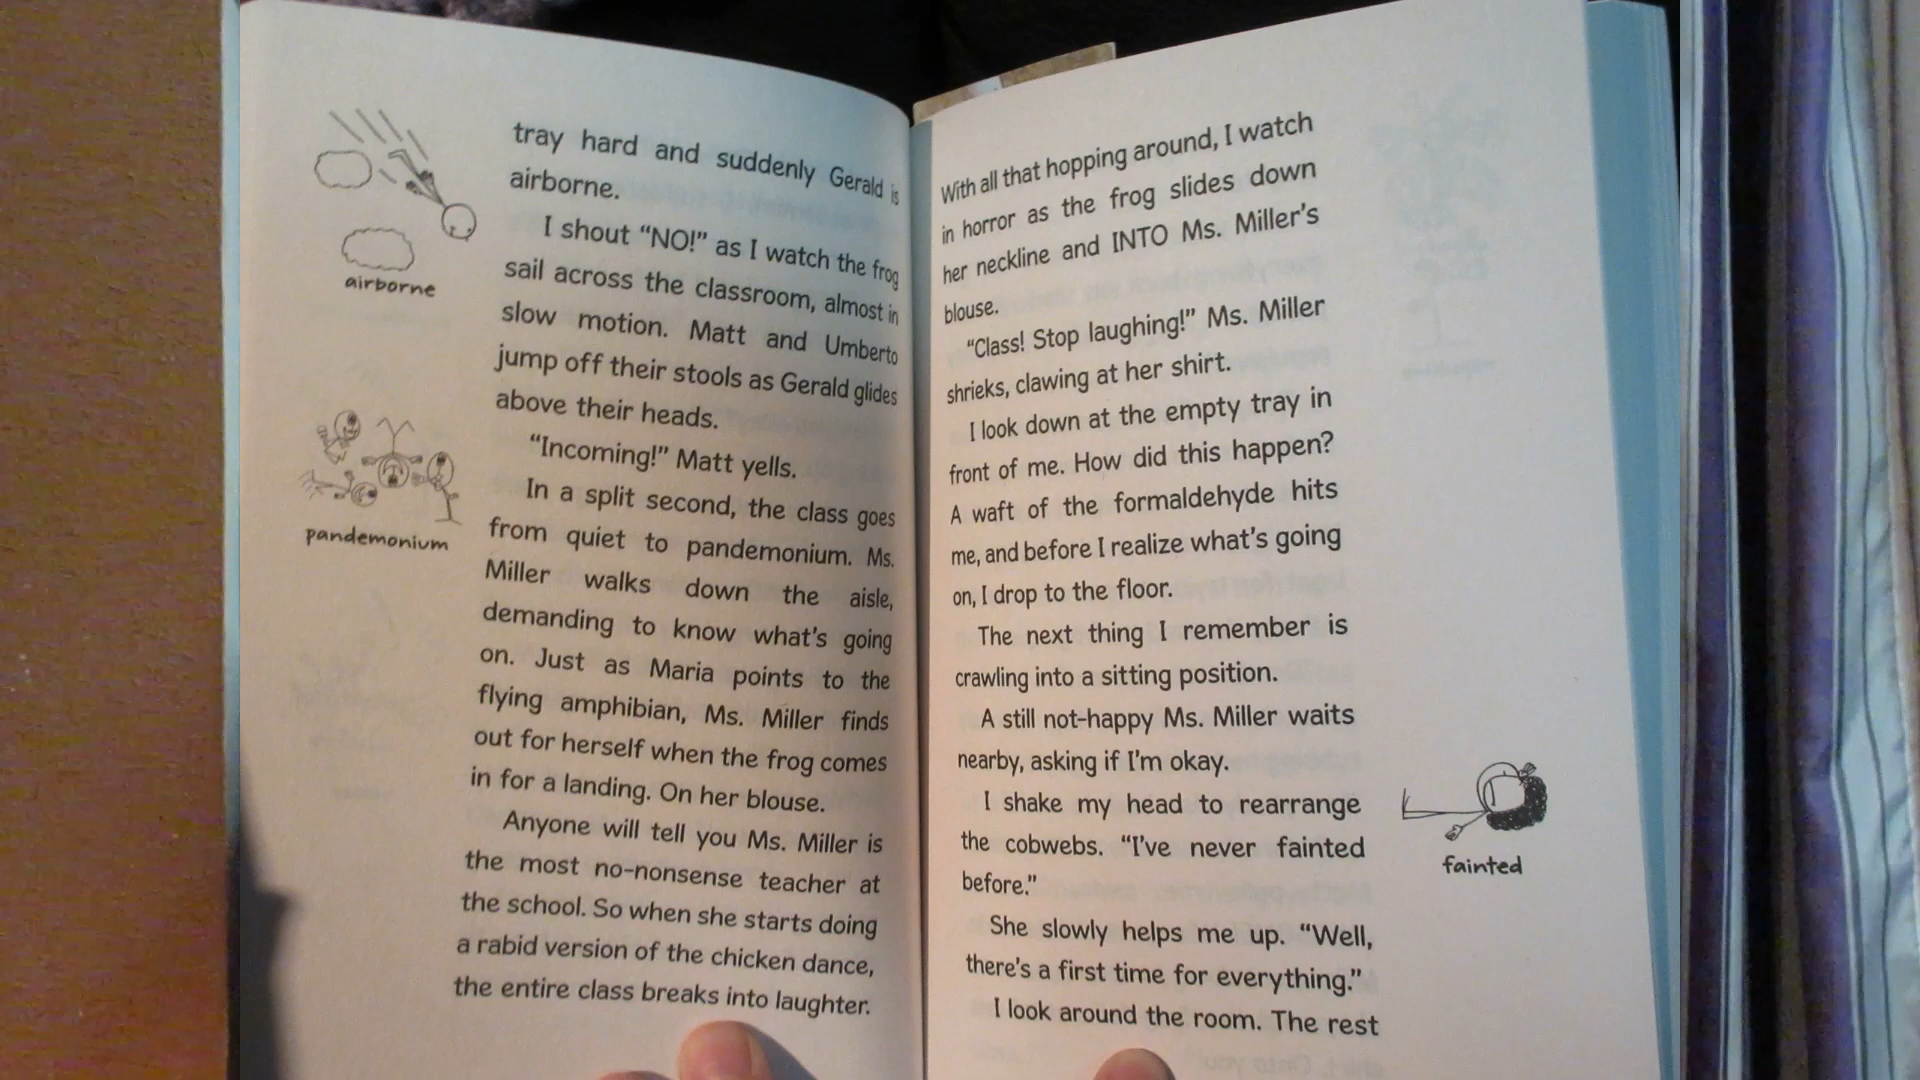 tray hard and suddenly Gerald is
airborne.
I shout “NO!” as I watch the frog
sail across the classroom, almost in
slow motion. Matt and Umberto
jump off their stools as Gerald glides
above their heads.
“Incoming!” Matt yells.
In a split second, the class goes
from quiet to pandemonium. Ms.
Miller walks down the aisle,
demanding to know what’s going
on. Just as Maria points to the
flying amphibian, Ms. Miller finds
out for herself when the frog comes
in for a landing. On her blouse.
Anyone will tell you Ms. Miller is
the most no-nonsense teacher at
the school. So when she starts doing
a rabid version of the chicken dance,
the entire class breaks into laughter.
airborne
pandemonium
With all that hopping around, I watch
in horror as the frog slides down
her neckline and INTO Ms. Miller’s
blouse.
“Class! Stop laughing!” Ms. Miller
shrieks, clawing at her shirt.
I look down at the empty tray in
front of me. How did this happen?
A waft of the formaldehyde hits
me, and before I realize what’s going
on, I drop to the floor.
The next thing I remember is
crawling into a sitting position.
A still not-happy Ms. Miller waits
nearby, asking if I’m okay.
I shake my head to rearrange
the cobwebs. “I’ve never fainted
before.”
She slowly helps me up. “Well,
there’s a first time for everything.”
I look around the room. The rest
fainted